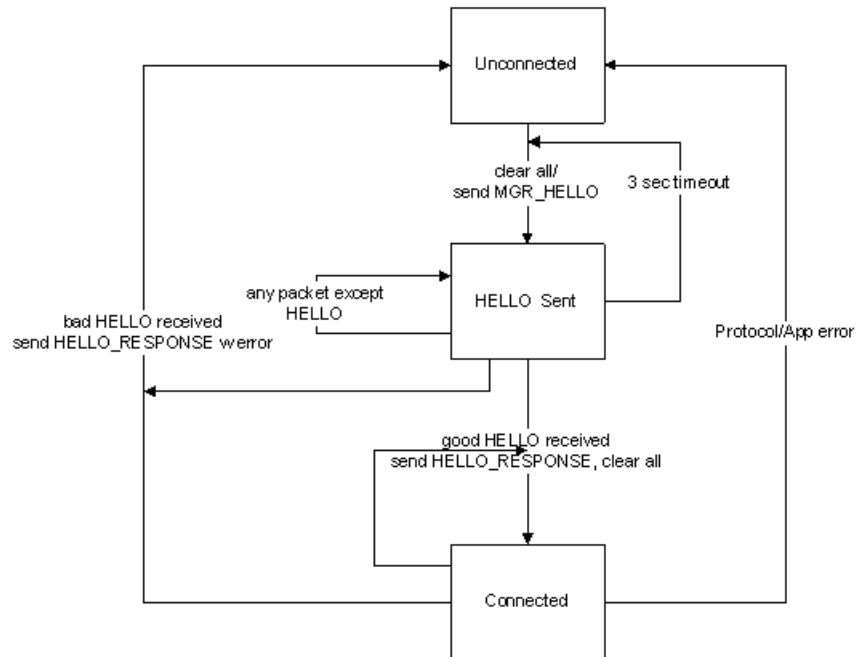 Unconnected
clear all/
send MGR_HELLO
3 sec timeout
any packet except
HELLO
HELLO Sent
bad HELLO received
send HELLO_RESPONSE w error
Protocol/App error
good HELLO received
send HELLO_RESPONSE, clear all
Connected